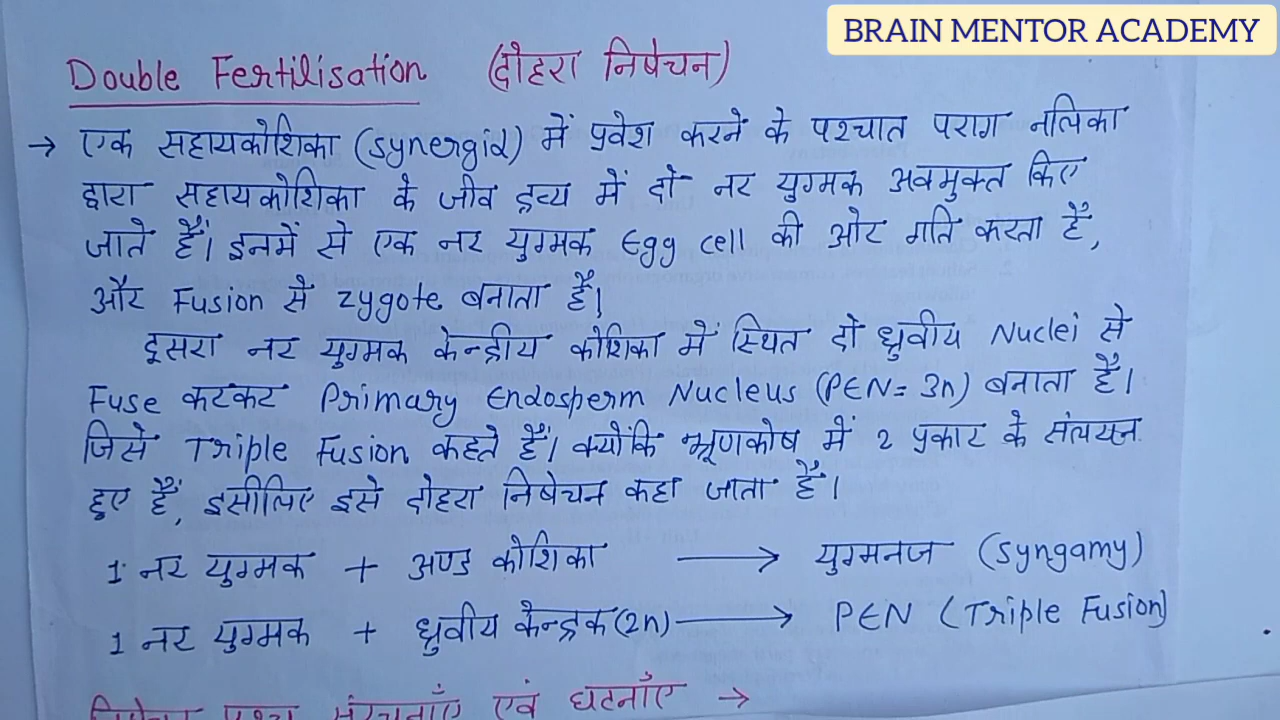 BRAIN MENTOR ACADEMY
Double Fertilisation (दोहरा निषेचन)
→ एक सहायकोशिका (synergid) में प्रवेश करने के पश्चात पराग नलिका
द्वारा सहायकोशिका के जीव द्रव्य में दो नर युग्मक अवमुक्त किए
जाते हैं। इनमें से एक नर युग्मक Egg cell की ओर गति करता है,
और Fusion से zygote बनाता है।
दूसरा नर युग्मक केन्द्रीय कोशिका में स्थित दो ध्रुवीय Nuclei से
Fuse करकर Primary Endosperm Nucleus (PEN= 3n) बनाता है।
जिसे Triple Fusion कहते हैं। क्योंकि भ्रूणकोष में 2 प्रकार के संलयन
हुए हैं, इसीलिए इसे दोहरा निषेचन कहा जाता है।
1 नर युग्मक + अण्ड कोशिका ⟶ युग्मनज (syngamy)
1 नर युग्मक + ध्रुवीय केन्द्रक (2n) ⟶ PEN (Triple Fusion)
संरचनाएँ एवं घटनाएँ →